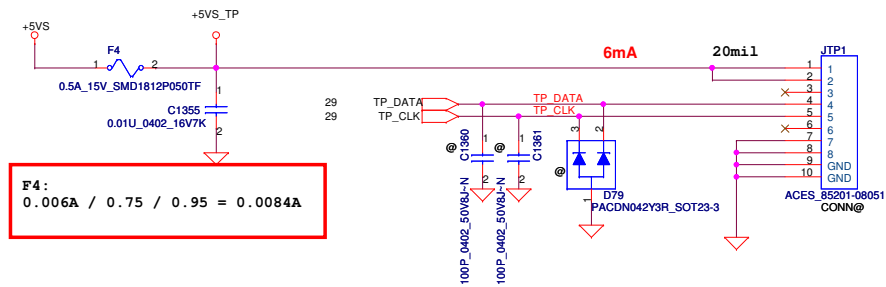 +5VS
+5VS_TP
F4
1
2
0.5A_15V_SMD1812P050TF
1
C1355
0.01U_0402_16V7K
2
6mA
20mil
JTP1
1 1
2 2
3 3
4 4
5 5
6 6
7 7
8 8
9 GND
10 GND
ACES_85201-08051
CONN@
29 TP_DATA
29 TP_CLK
TP_DATA
TP_CLK
@
1
C1360
2
100P_0402_50V8J~N
@
1
C1361
2
100P_0402_50V8J~N
3
2
@
1
D79
PACDN042Y3R_SOT23-3
F4:
0.006A / 0.75 / 0.95 = 0.0084A